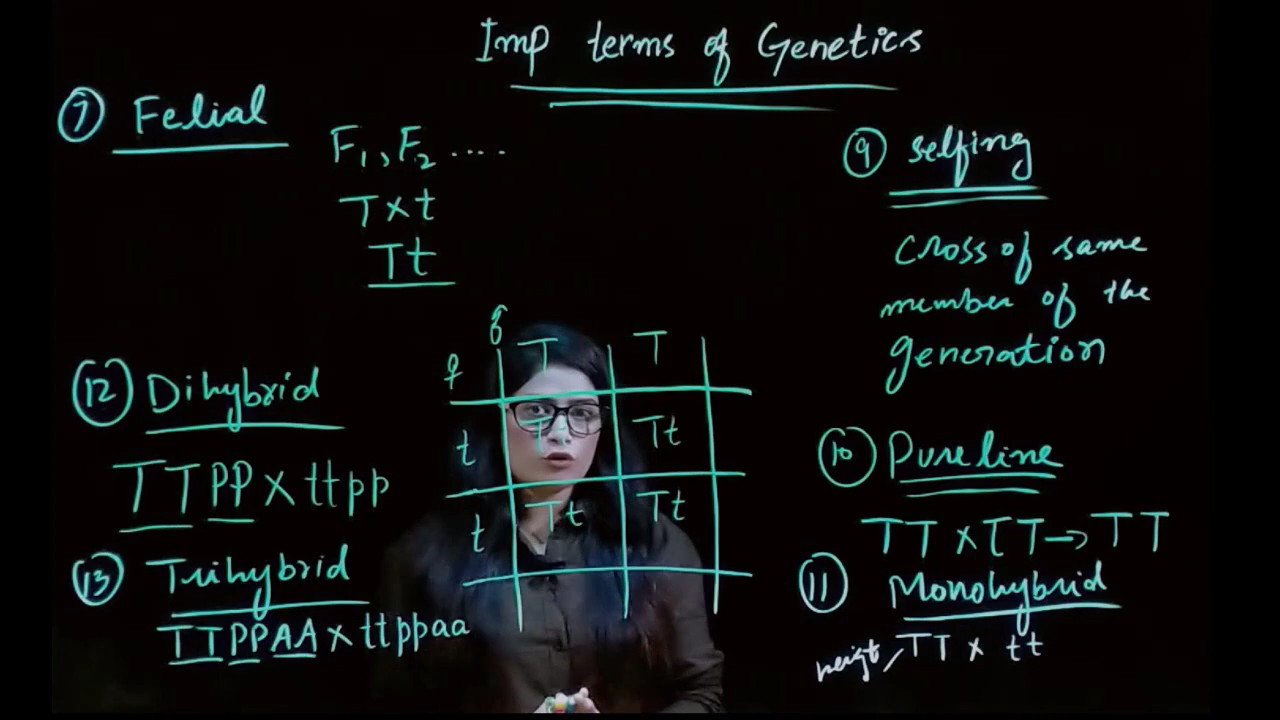 Imp terms of Genetics
⑦ Felial
F₁, F₂ ....
T x t
Tt
⑨ selfing
Cross of same
member of the
generation
♀ ♂ T T
t Tt Tt
t Tt Tt
⑩ Pureline
TT x TT → TT
⑪ Monohybrid
heigt, TT x tt
⑫ Dihybrid
TTPP x ttpp
⑬ Trihybrid
TTPPAA x ttppaa